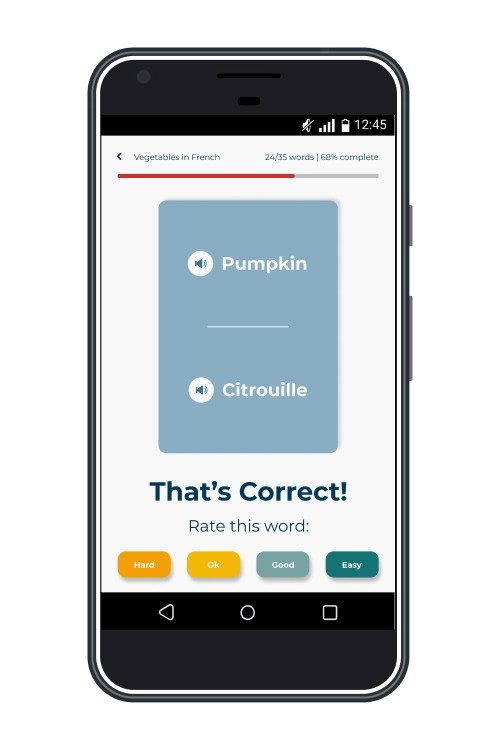 12:45
Vegetables in French 24/35 words | 68% complete
Pumpkin
Citrouille
That's Correct!
Rate this word:
Hard Ok Good Easy